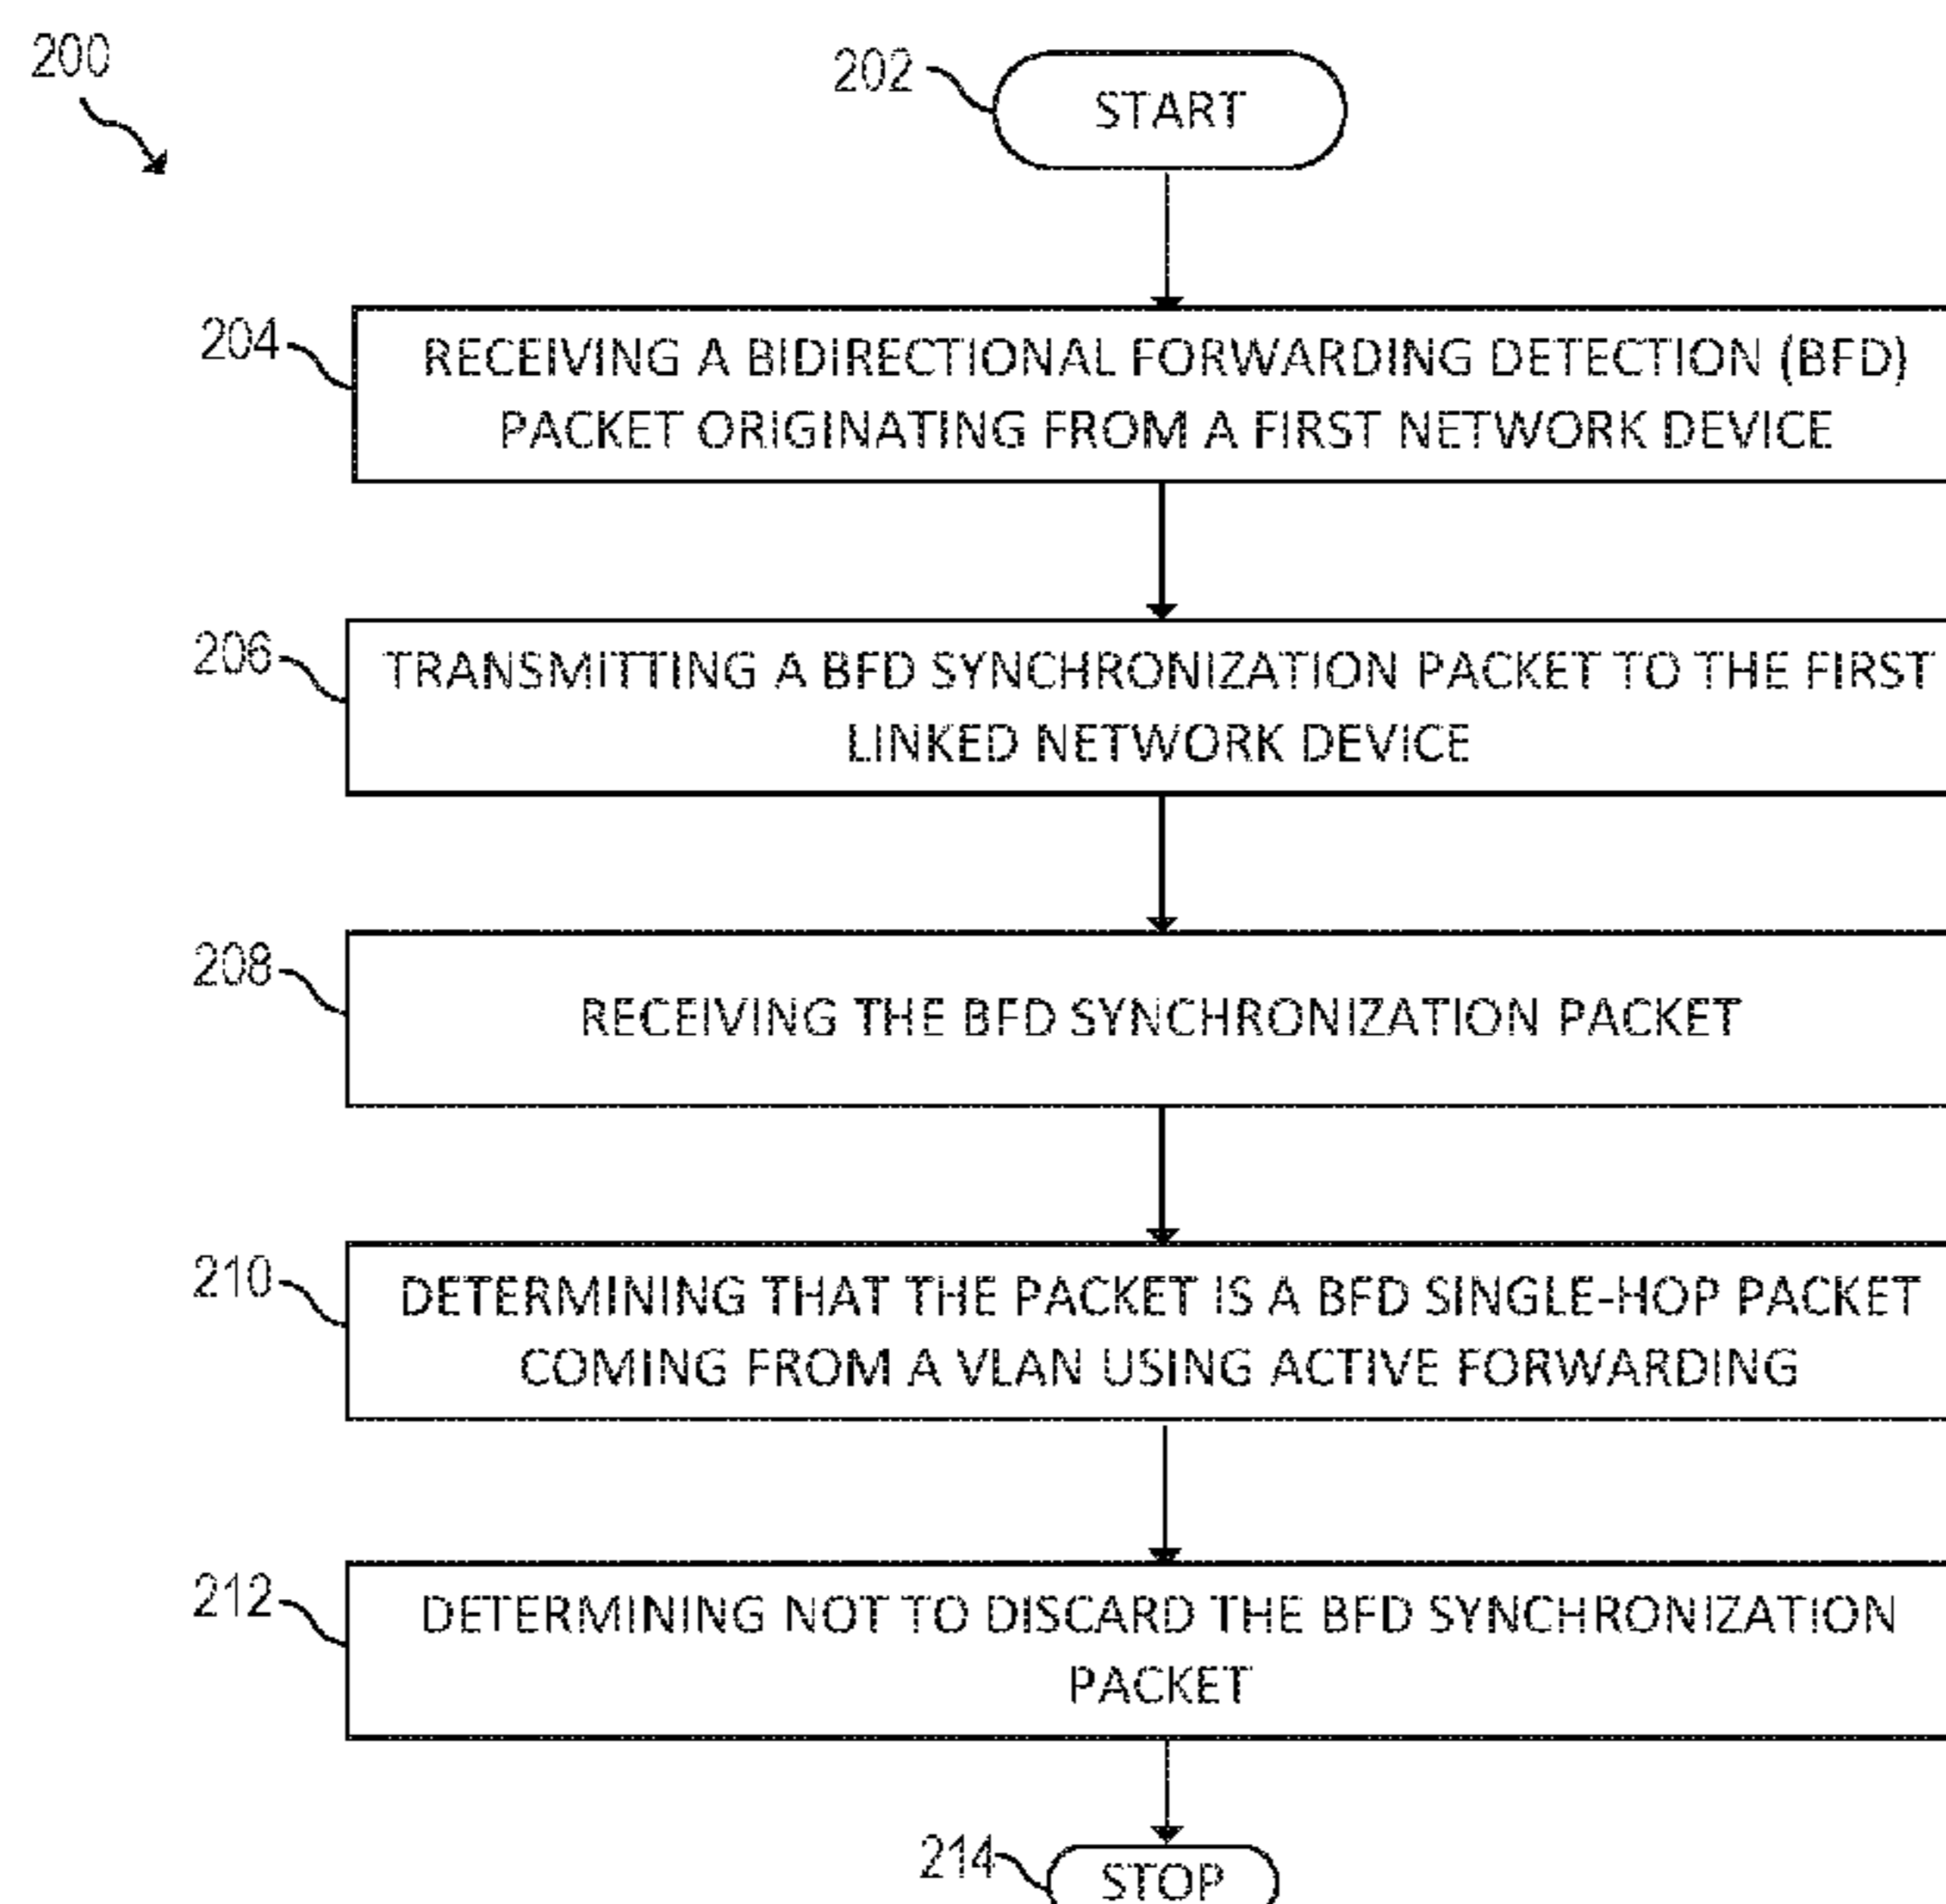 200
202
START
204
RECEIVING A BIDIRECTIONAL FORWARDING DETECTION (BFD)
PACKET ORIGINATING FROM A FIRST NETWORK DEVICE
206
TRANSMITTING A BFD SYNCHRONIZATION PACKET TO THE FIRST
LINKED NETWORK DEVICE
208
RECEIVING THE BFD SYNCHRONIZATION PACKET
210
DETERMINING THAT THE PACKET IS A BFD SINGLE-HOP PACKET
COMING FROM A VLAN USING ACTIVE FORWARDING
212
DETERMINING NOT TO DISCARD THE BFD SYNCHRONIZATION
PACKET
214
STOP